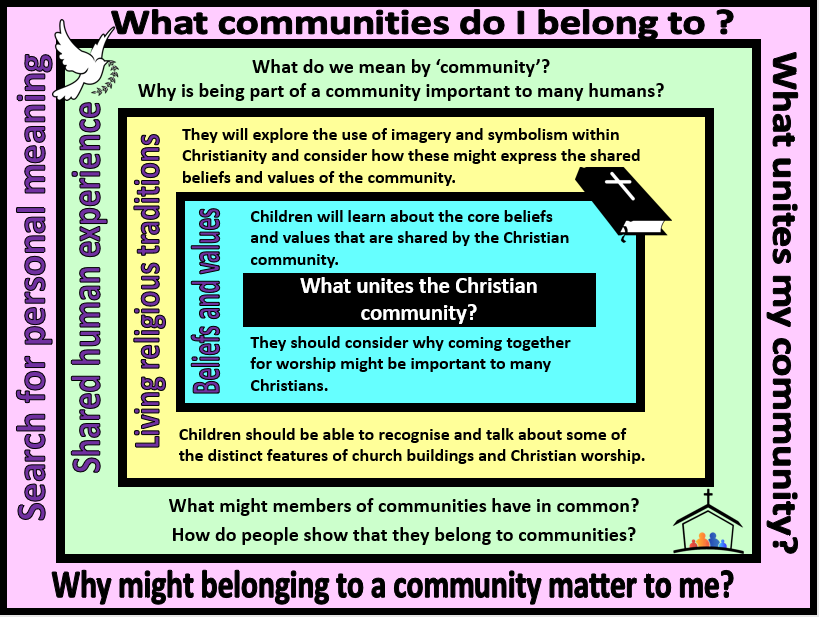 What communities do I belong to ?
Search for personal meaning
What unites my community?
Why might belonging to a community matter to me?
Shared human experience
What do we mean by ‘community’?
Why is being part of a community important to many humans?
Living religious traditions
They will explore the use of imagery and symbolism within
Christianity and consider how these might express the shared
beliefs and values of the community.
Beliefs and values
Children will learn about the core beliefs
and values that are shared by the Christian
community.
What unites the Christian
community?
They should consider why coming together
for worship might be important to many
Christians.
Children should be able to recognise and talk about some of
the distinct features of church buildings and Christian worship.
What might members of communities have in common?
How do people show that they belong to communities?